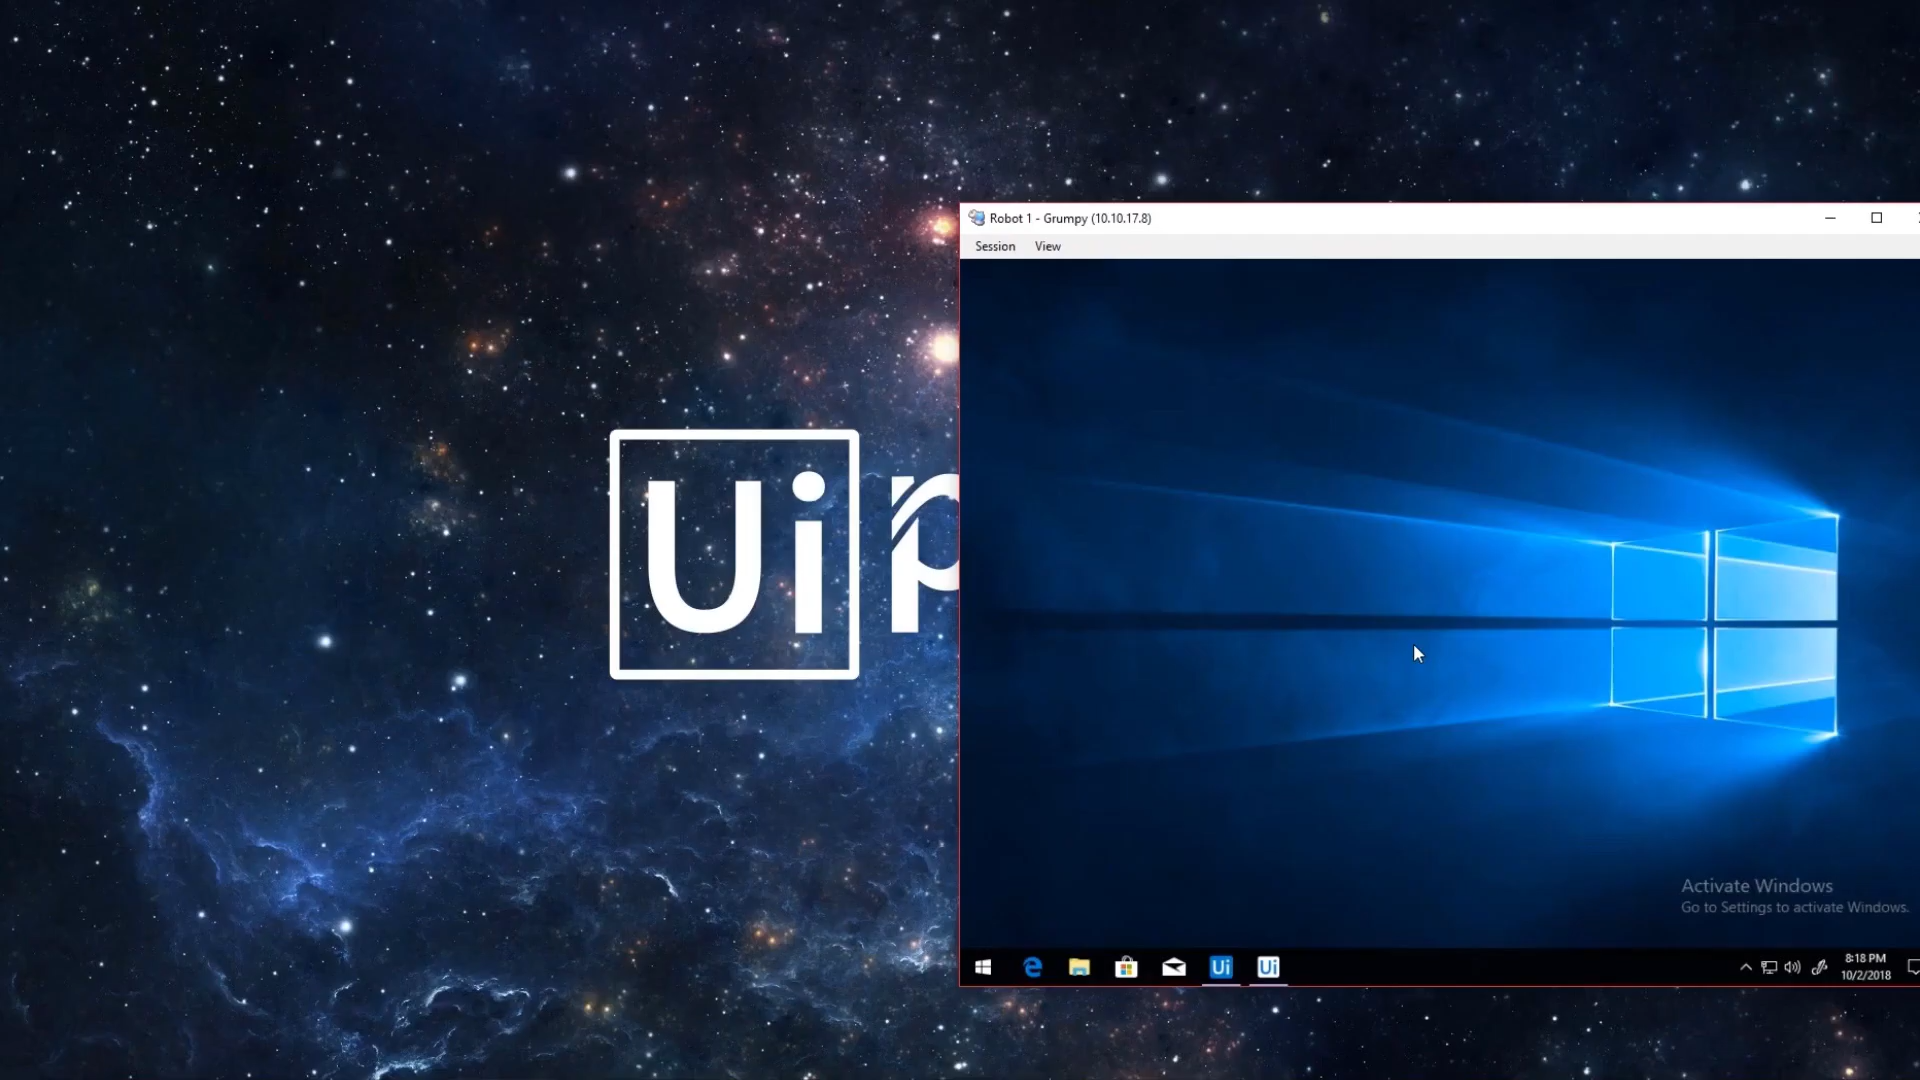 Ui P
Robot 1 - Grumpy (10.10.17.8)
Session View
Activate Windows
Go to Settings to activate Windows.
Ui Ui
8:18 PM
10/2/2018